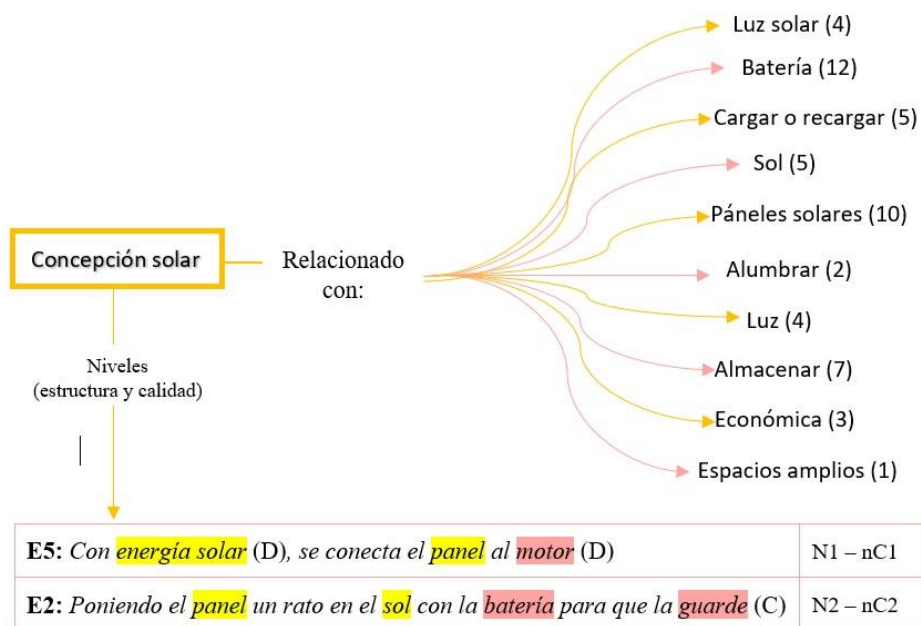 Luz solar (4)
Batería (12)
Cargar o recargar (5)
Sol (5)
Páneles solares (10)
Concepción solar
Relacionado
con:
Alumbrar (2)
Luz (4)
Almacenar (7)
Económica (3)
Espacios amplios (1)
Niveles
(estructura y calidad)
E5: Con energía solar (D), se conecta el panel al motor (D)
N1 – nC1
E2: Poniendo el panel un rato en el sol con la batería para que la guarde (C)
N2 – nC2